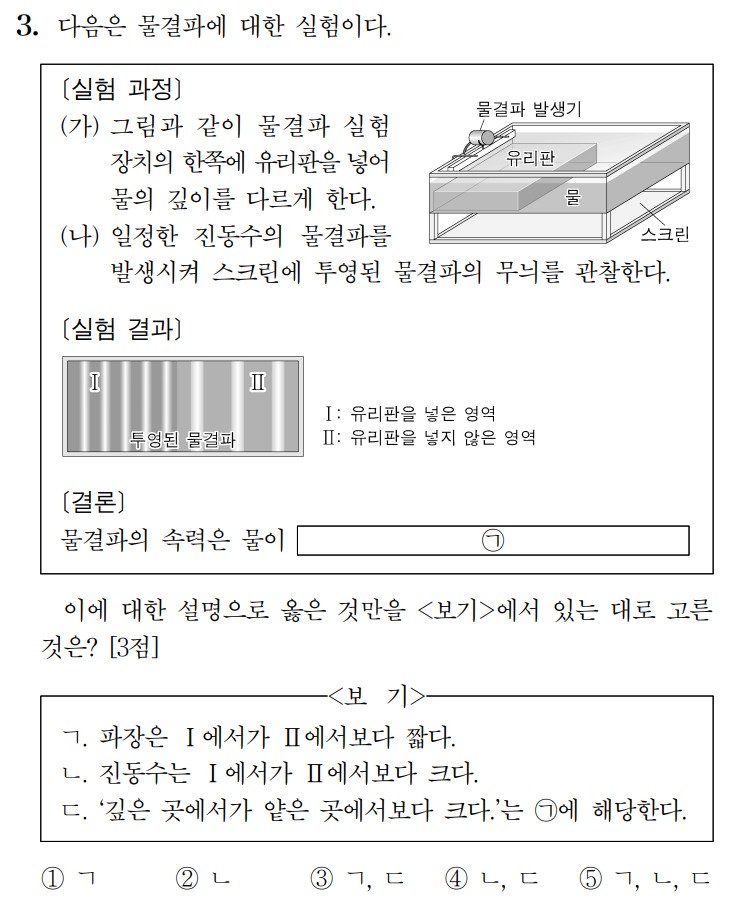 3. 다음은 물결파에 대한 실험이다.
〔실험 과정〕
(가) 그림과 같이 물결파 실험
장치의 한쪽에 유리판을 넣어
물의 깊이를 다르게 한다.
(나) 일정한 진동수의 물결파를
발생시켜 스크린에 투영된 물결파의 무늬를 관찰한다.
물결파 발생기
유리판
물
스크린
〔실험 결과〕
Ⅰ Ⅱ
투영된 물결파
Ⅰ: 유리판을 넣은 영역
Ⅱ: 유리판을 넣지 않은 영역
〔결론〕
물결파의 속력은 물이 ㉠
이에 대한 설명으로 옳은 것만을 <보기>에서 있는 대로 고른
것은? [3점]
<보 기>
ㄱ. 파장은 Ⅰ에서가 Ⅱ에서보다 짧다.
ㄴ. 진동수는 Ⅰ에서가 Ⅱ에서보다 크다.
ㄷ. ‘깊은 곳에서가 얕은 곳에서보다 크다.’는 ㉠에 해당한다.
① ㄱ ② ㄴ ③ ㄱ, ㄷ ④ ㄴ, ㄷ ⑤ ㄱ, ㄴ, ㄷ